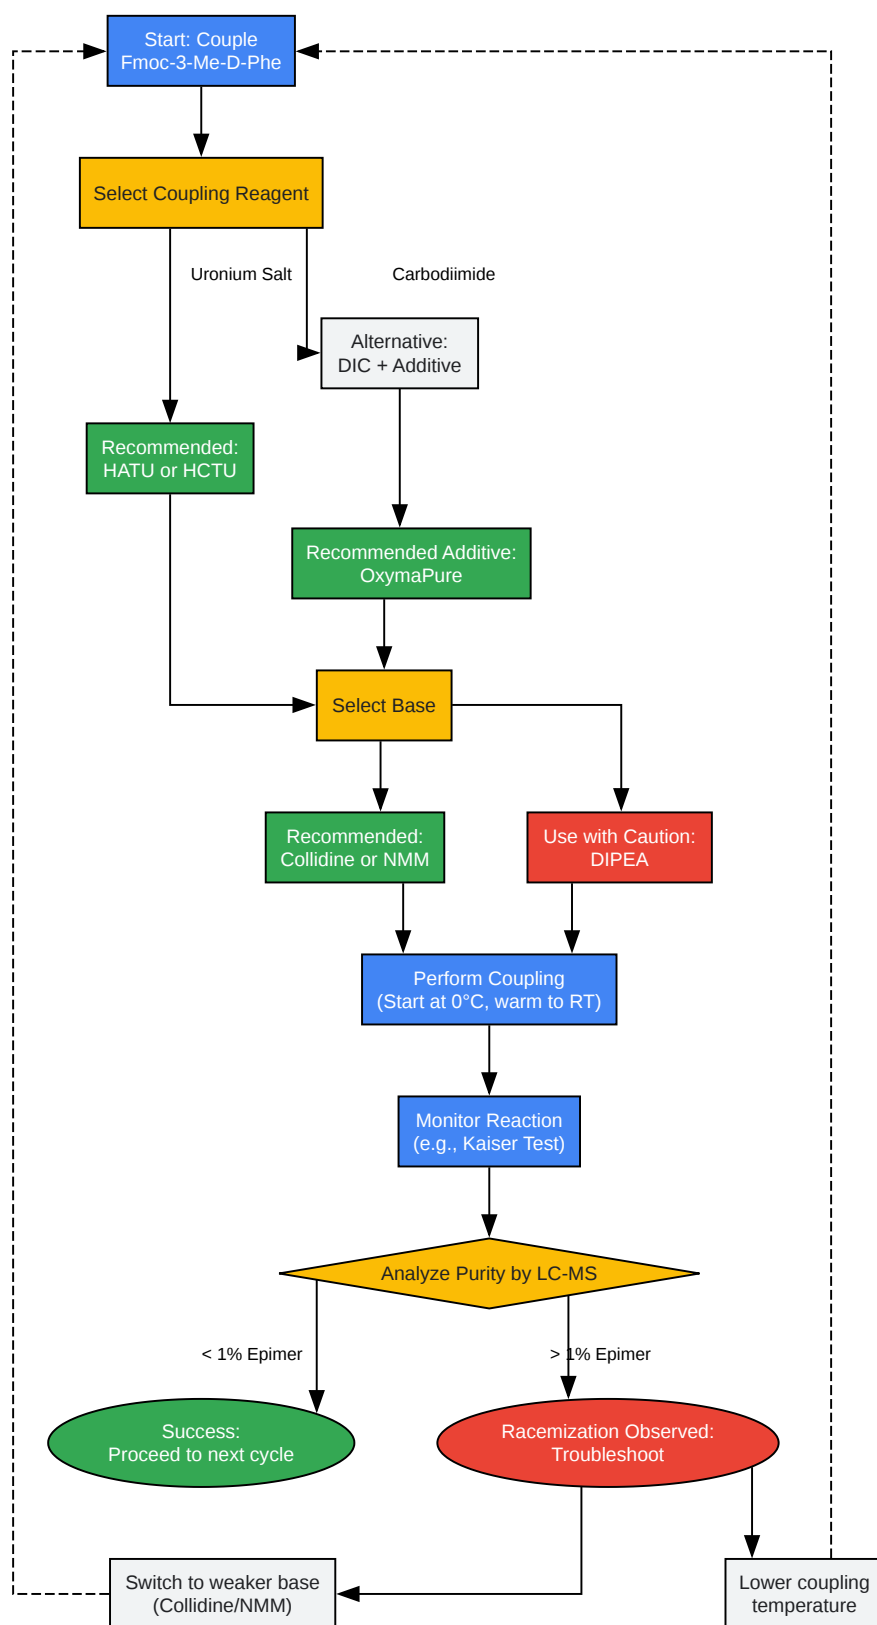 Start: Couple
Fmoc-3-Me-D-Phe
Select Coupling Reagent
Uronium Salt
Carbodiimide
Alternative:
DIC + Additive
Recommended:
HATU or HCTU
Recommended Additive:
OxymaPure
Select Base
Recommended:
Collidine or NMM
Use with Caution:
DIPEA
Perform Coupling
(Start at 0°C, warm to RT)
Monitor Reaction
(e.g., Kaiser Test)
Analyze Purity by LC-MS
< 1% Epimer
> 1% Epimer
Success:
Proceed to next cycle
Racemization Observed:
Troubleshoot
Switch to weaker base
(Collidine/NMM)
Lower coupling
temperature